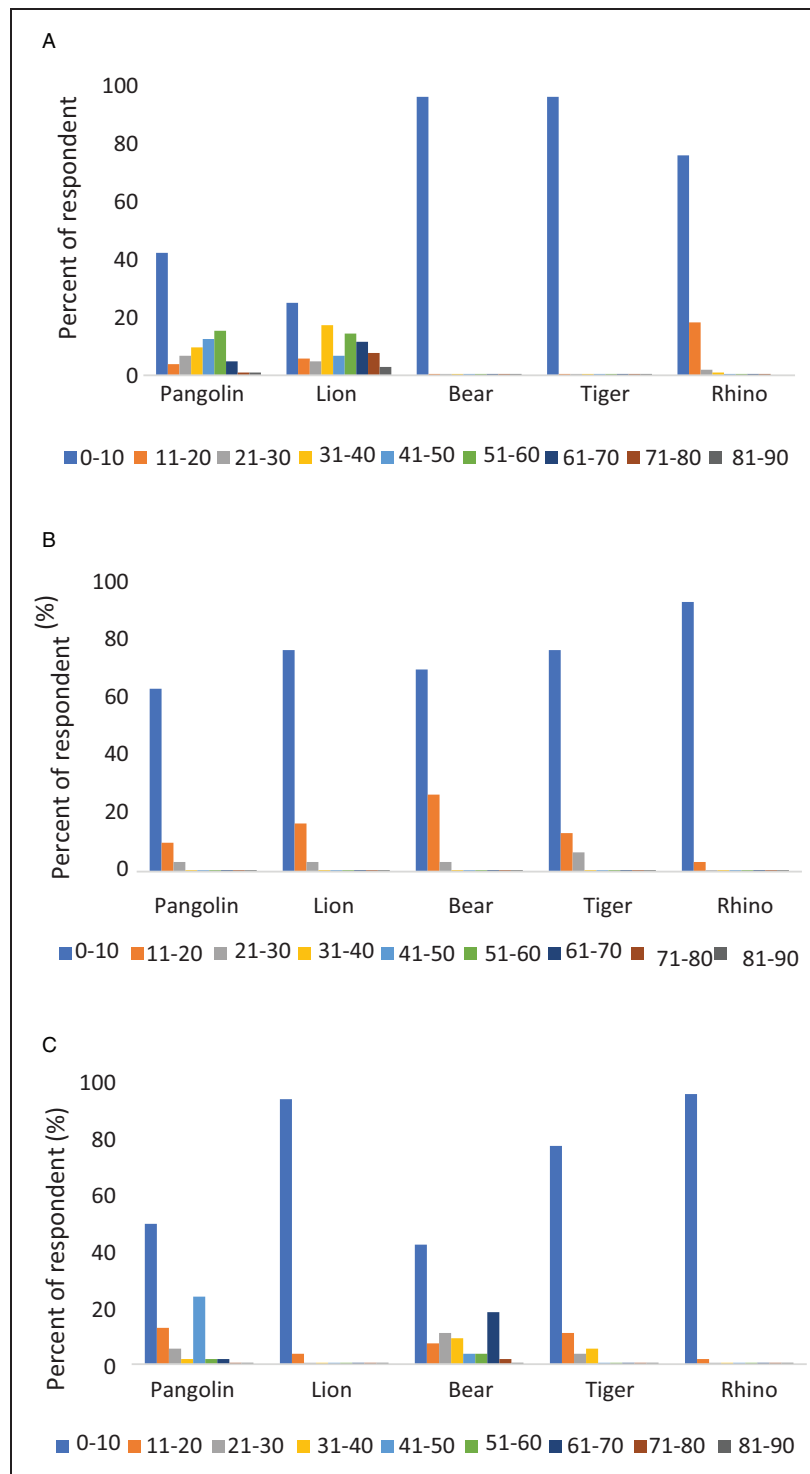 A
Percent of respondent
100
80
60
40
20
0
Pangolin Lion Bear Tiger Rhino
0-10 11-20 21-30 31-40 41-50 51-60 61-70 71-80 81-90
B
Percent of respondent (%)
100
80
60
40
20
0
Pangolin Lion Bear Tiger Rhino
0-10 11-20 21-30 31-40 41-50 51-60 61-70 71-80 81-90
C
Percent of respondent (%)
100
80
60
40
20
0
Pangolin Lion Bear Tiger Rhino
0-10 11-20 21-30 31-40 41-50 51-60 61-70 71-80 81-90